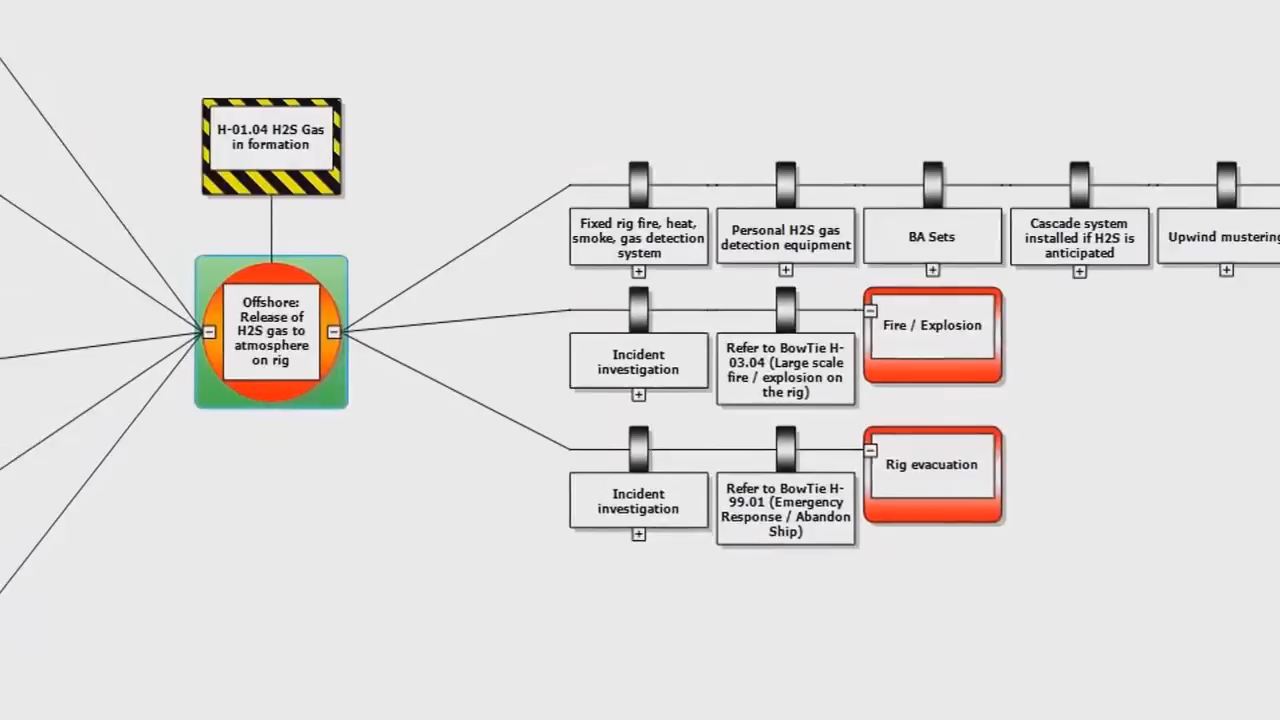 H-01.04 H2S Gas
in formation
Offshore:
Release of
H2S gas to
atmosphere
on rig
Fixed rig fire, heat,
smoke, gas detection
system
Personal H2S gas
detection equipment
BA Sets
Cascade system
installed if H2S is
anticipated
Upwind mustering
Incident
investigation
Refer to BowTie H-
03.04 (Large scale
fire / explosion on
the rig)
Fire / Explosion
Incident
investigation
Refer to BowTie H-
99.01 (Emergency
Response / Abandon
Ship)
Rig evacuation